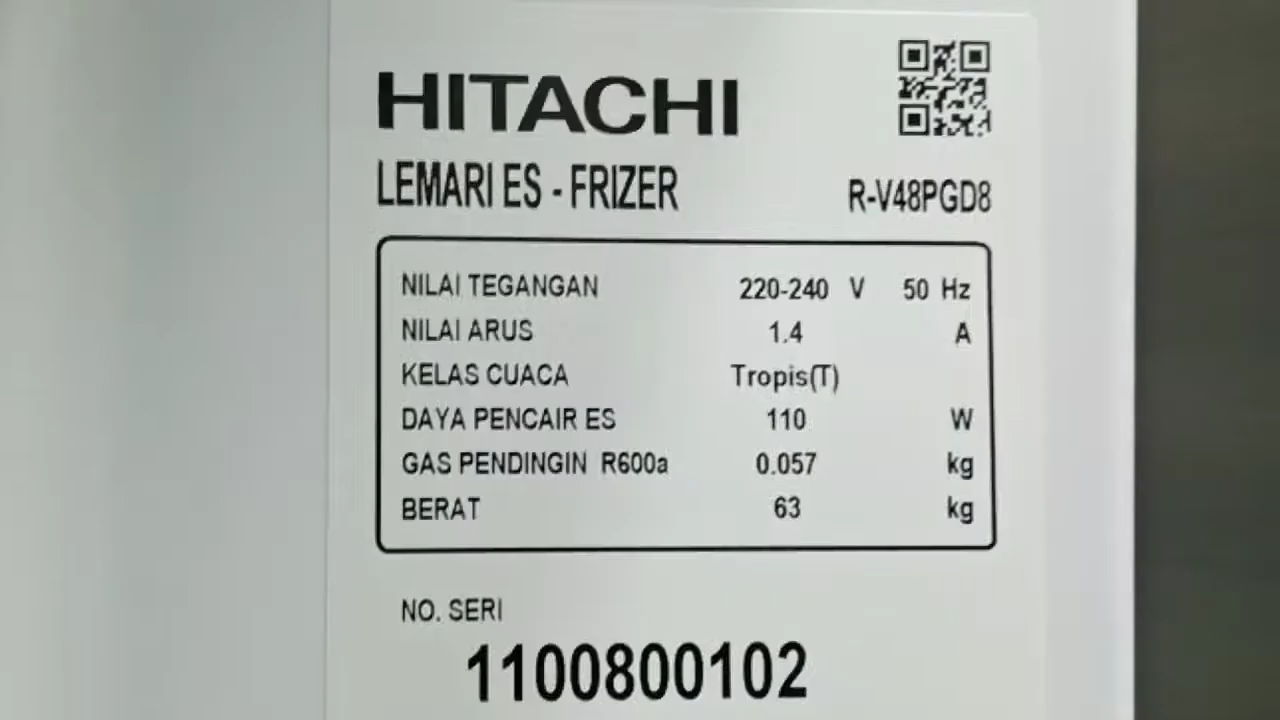 HITACHI
LEMARI ES - FRIZER R-V48PGD8
NILAI TEGANGAN 220-240 V 50 Hz
NILAI ARUS 1.4 A
KELAS CUACA Tropis(T)
DAYA PENCAIR ES 110 W
GAS PENDINGIN R600a 0.057 kg
BERAT 63 kg
NO. SERI
1100800102